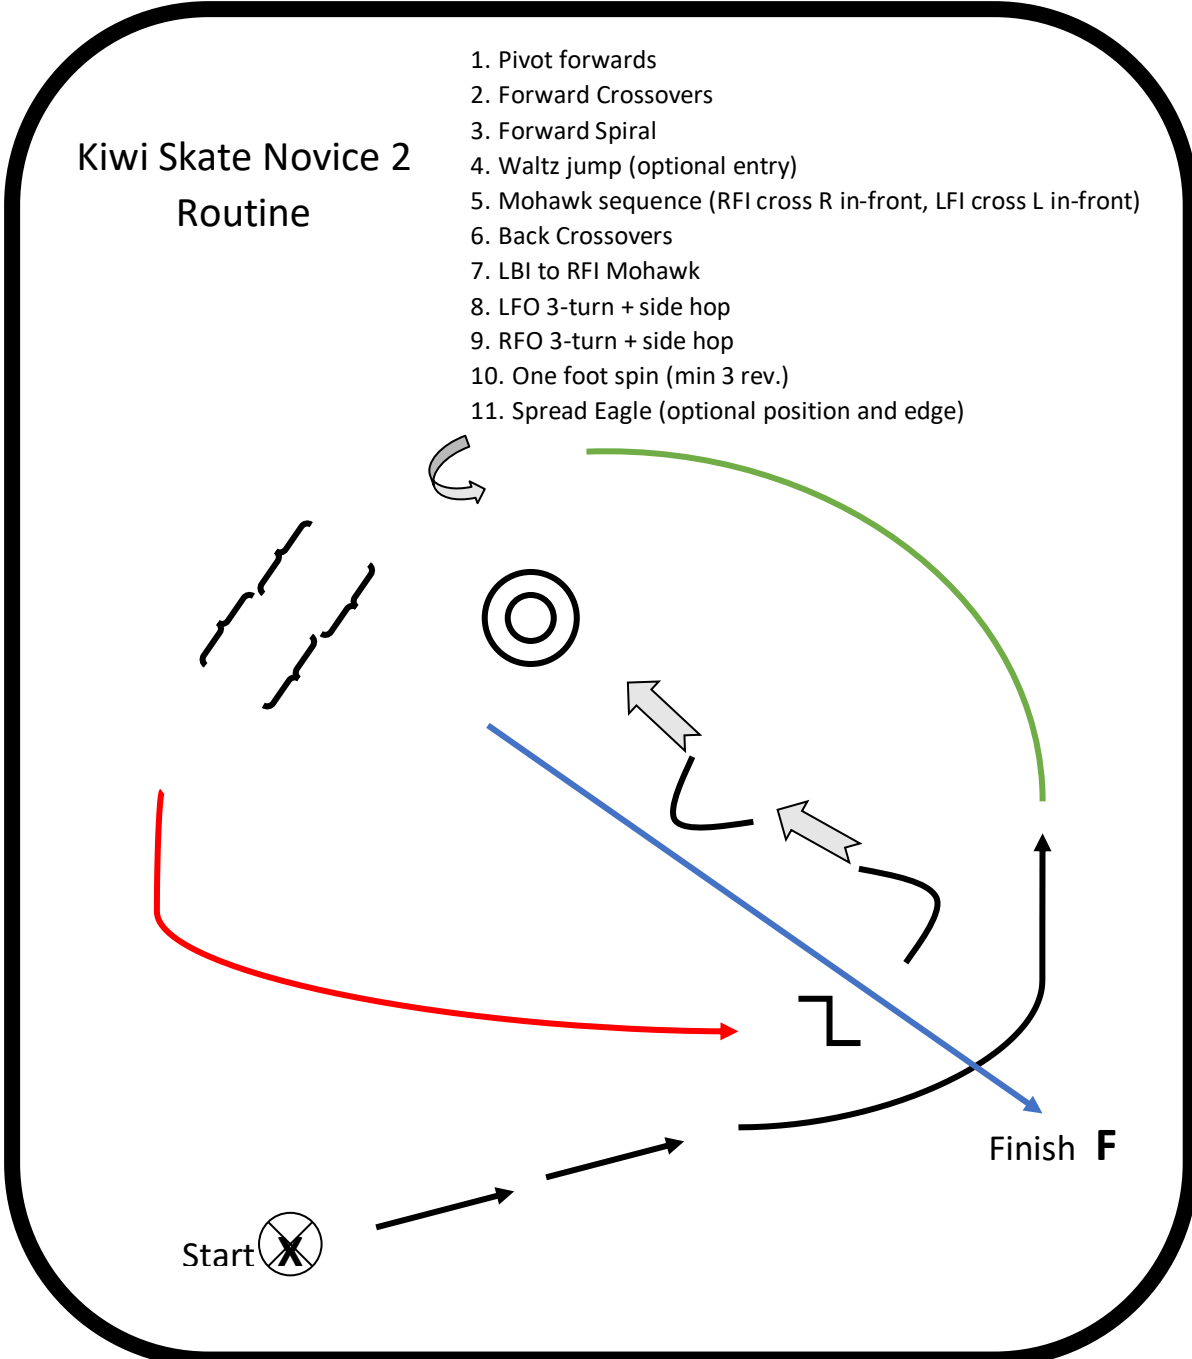 Kiwi Skate Novice 2
Routine
1. Pivot forwards
2. Forward Crossovers
3. Forward Spiral
4. Waltz jump (optional entry)
5. Mohawk sequence (RFI cross R in-front, LFI cross L in-front)
6. Back Crossovers
7. LBI to RFI Mohawk
8. LFO 3-turn + side hop
9. RFO 3-turn + side hop
10. One foot spin (min 3 rev.)
11. Spread Eagle (optional position and edge)
Finish F
Start X